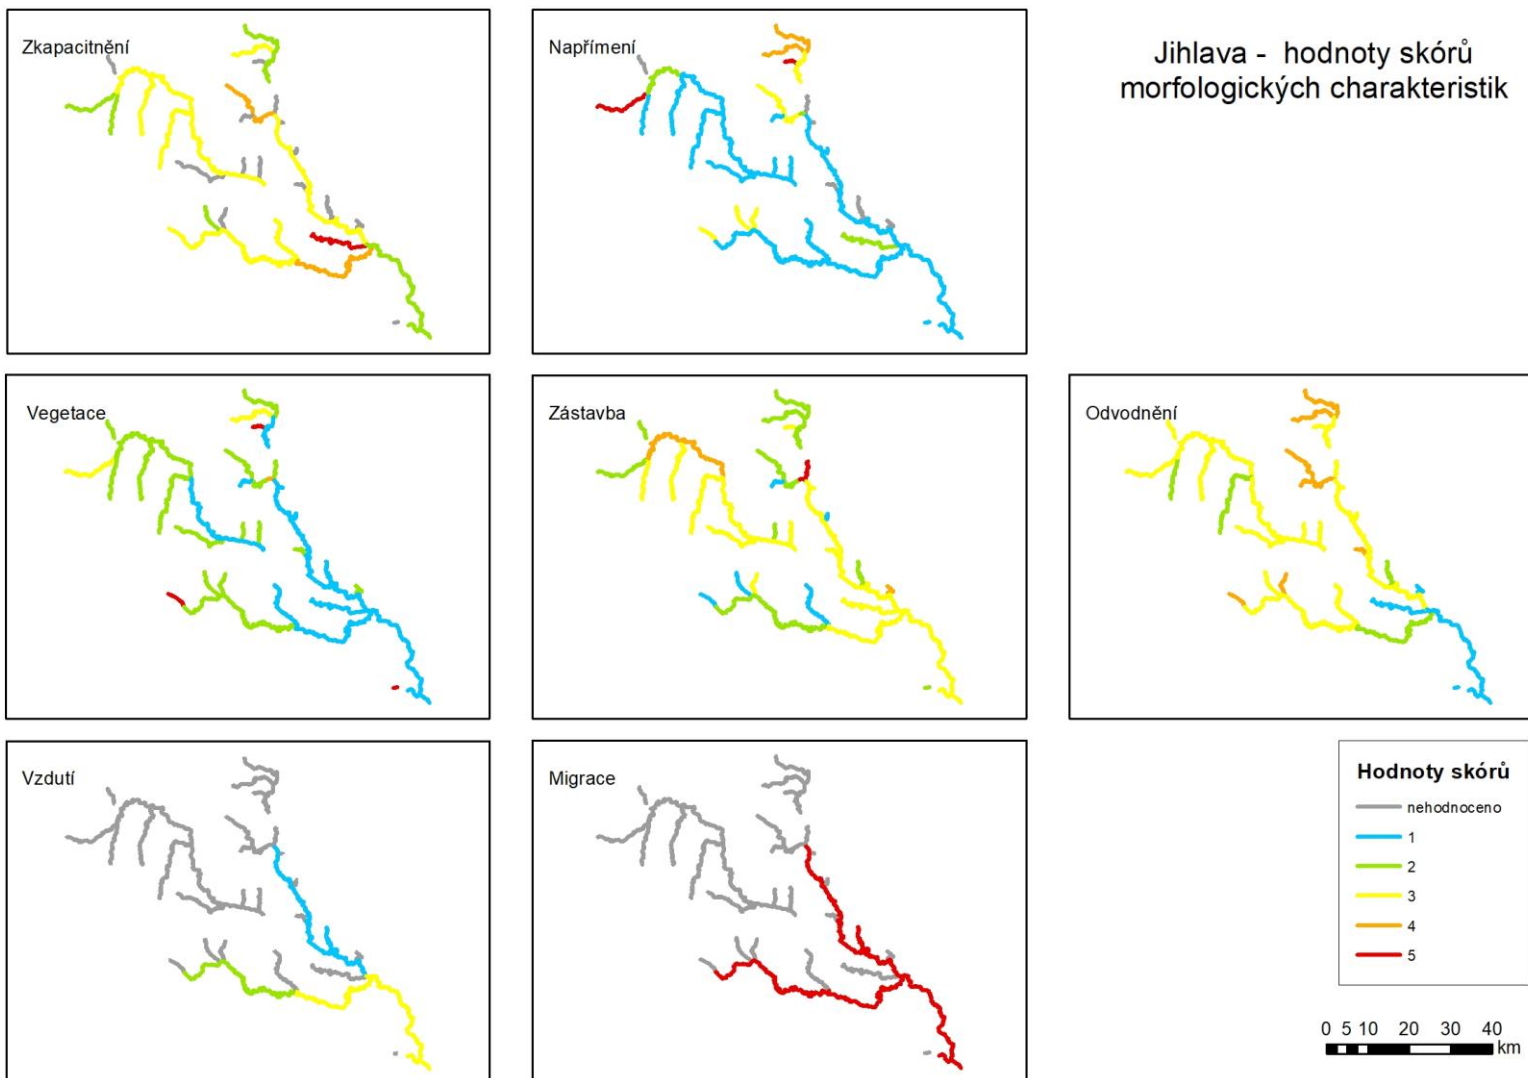 Zkapacitnění
Napřímení
Jihlava - hodnoty skórů
morfologických charakteristik
Vegetace
Zástavba
Odvodnění
Vzdutí
Migrace
Hodnoty skórů
nehodnoceno
1
2
3
4
5
0 5 10 20 30 40
km